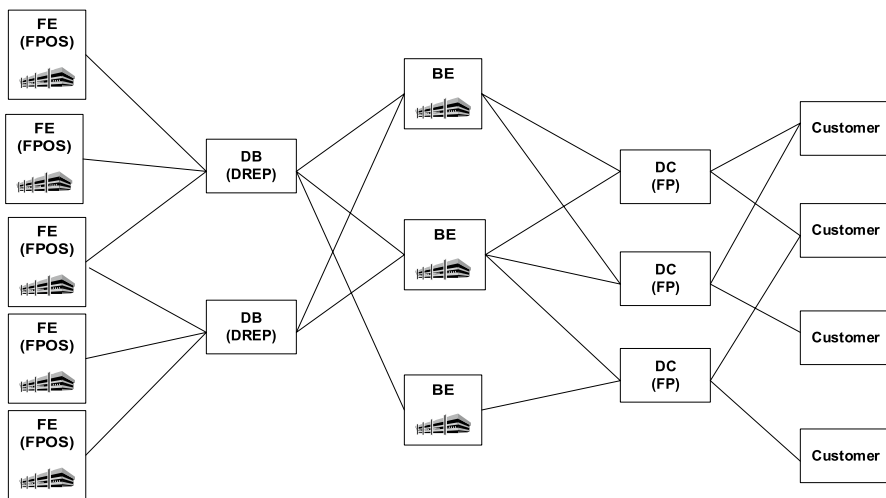 FE
(FPOS)
FE
(FPOS)
FE
(FPOS)
FE
(FPOS)
FE
(FPOS)
DB
(DREP)
DB
(DREP)
BE
BE
BE
DC
(FP)
DC
(FP)
DC
(FP)
Customer
Customer
Customer
Customer